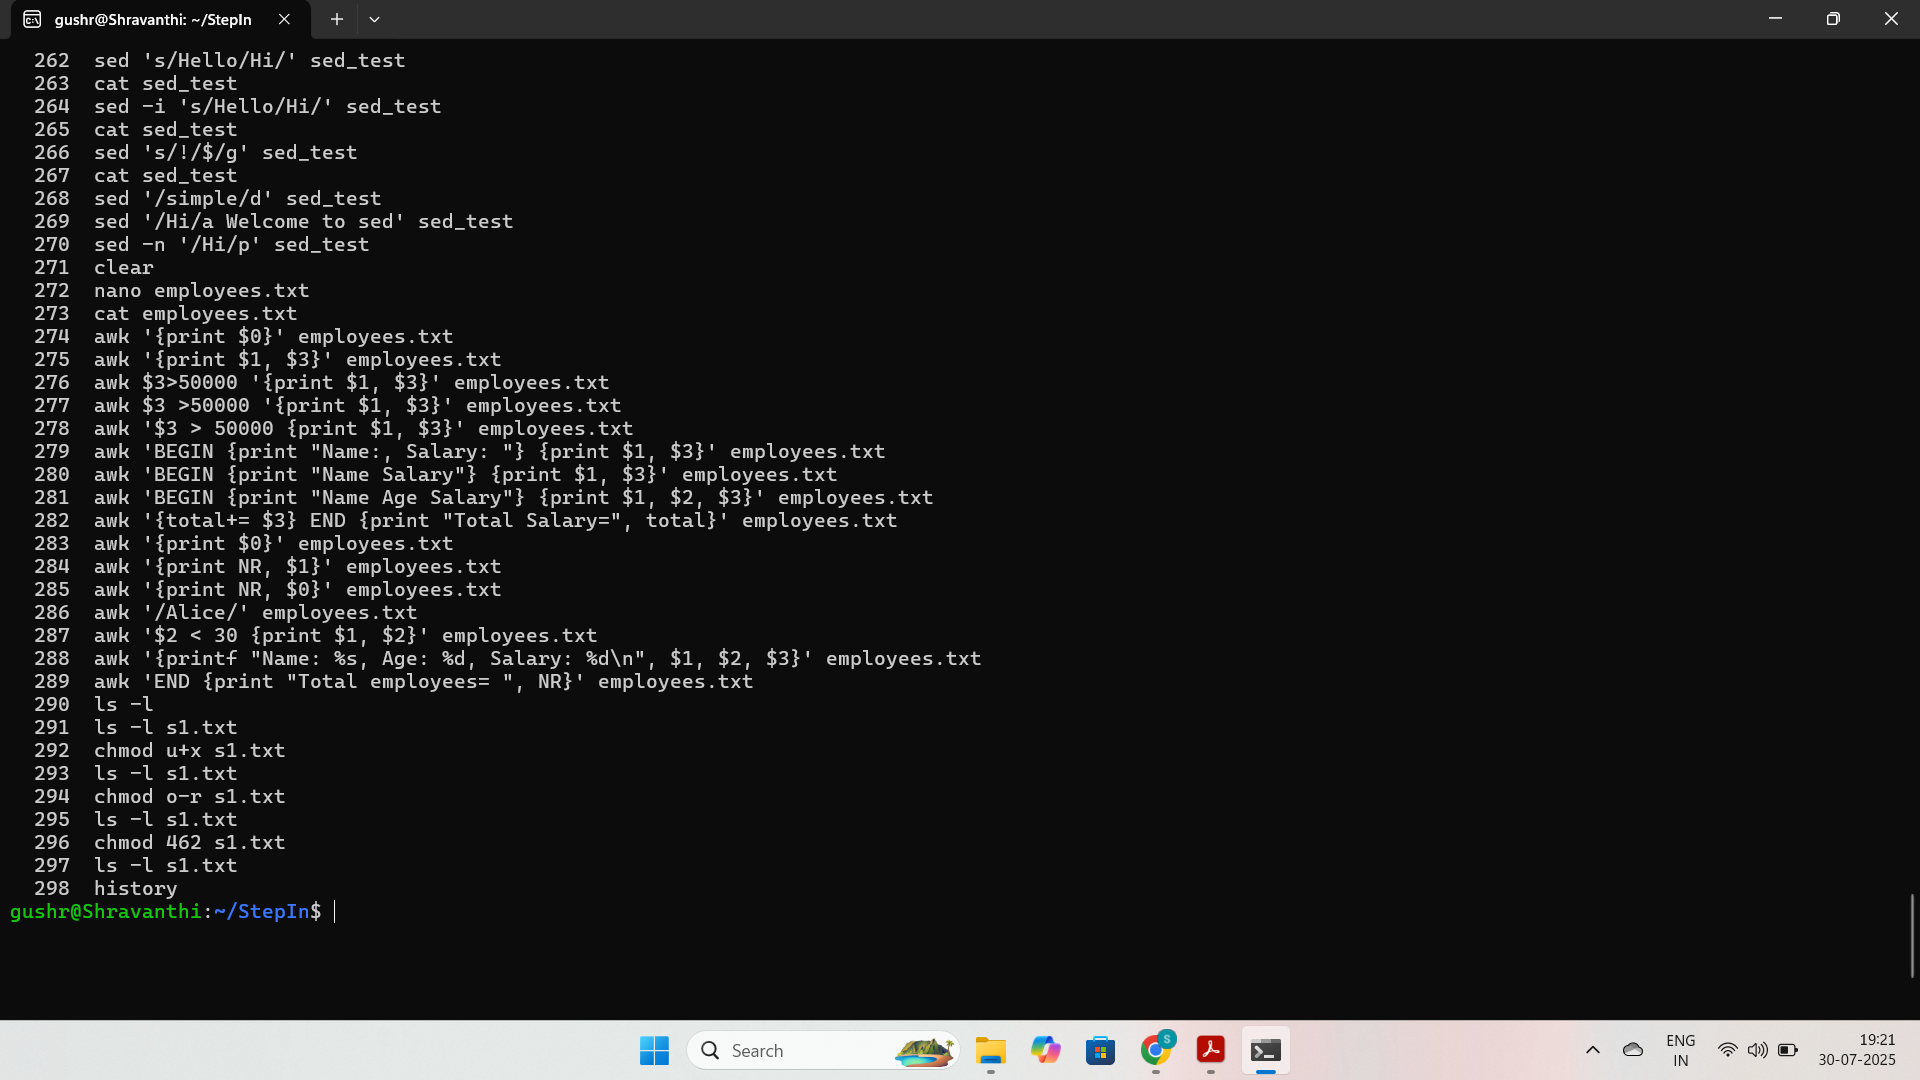 gushr@Shravanthi: ~/StepIn
262 sed 's/Hello/Hi/' sed_test
263 cat sed_test
264 sed -i 's/Hello/Hi/' sed_test
265 cat sed_test
266 sed 's/!/$/g' sed_test
267 cat sed_test
268 sed '/simple/d' sed_test
269 sed '/Hi/a Welcome to sed' sed_test
270 sed -n '/Hi/p' sed_test
271 clear
272 nano employees.txt
273 cat employees.txt
274 awk '{print $0}' employees.txt
275 awk '{print $1, $3}' employees.txt
276 awk $3>50000 '{print $1, $3}' employees.txt
277 awk $3 >50000 '{print $1, $3}' employees.txt
278 awk '$3 > 50000 {print $1, $3}' employees.txt
279 awk 'BEGIN {print "Name:, Salary: "} {print $1, $3}' employees.txt
280 awk 'BEGIN {print "Name Salary"} {print $1, $3}' employees.txt
281 awk 'BEGIN {print "Name Age Salary"} {print $1, $2, $3}' employees.txt
282 awk '{total+= $3} END {print "Total Salary=", total}' employees.txt
283 awk '{print $0}' employees.txt
284 awk '{print NR, $1}' employees.txt
285 awk '{print NR, $0}' employees.txt
286 awk '/Alice/' employees.txt
287 awk '$2 < 30 {print $1, $2}' employees.txt
288 awk '{printf "Name: %s, Age: %d, Salary: %d\n", $1, $2, $3}' employees.txt
289 awk 'END {print "Total employees= ", NR}' employees.txt
290 ls -l
291 ls -l s1.txt
292 chmod u+x s1.txt
293 ls -l s1.txt
294 chmod o-r s1.txt
295 ls -l s1.txt
296 chmod 462 s1.txt
297 ls -l s1.txt
298 history
gushr@Shravanthi:~/StepIn$
Search
S
ENG
IN
19:21
30-07-2025